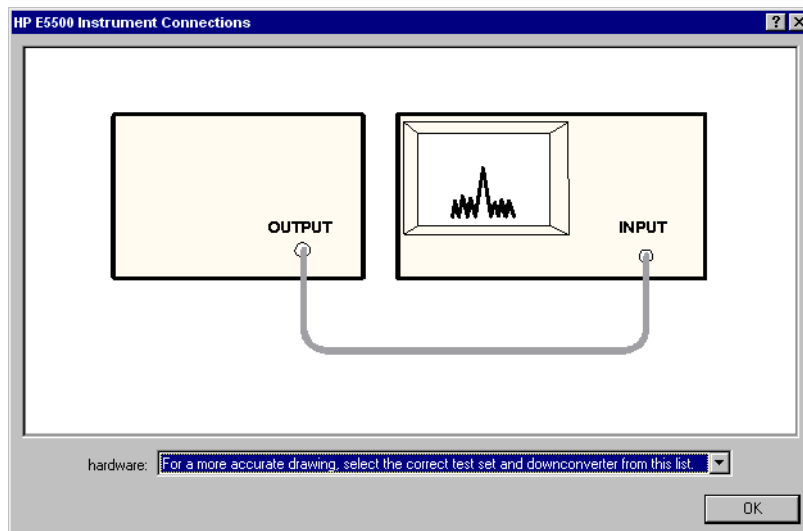 HP E5500 Instrument Connections
OUTPUT
INPUT
hardware: For a more accurate drawing, select the correct test set and downconverter from this list.
OK